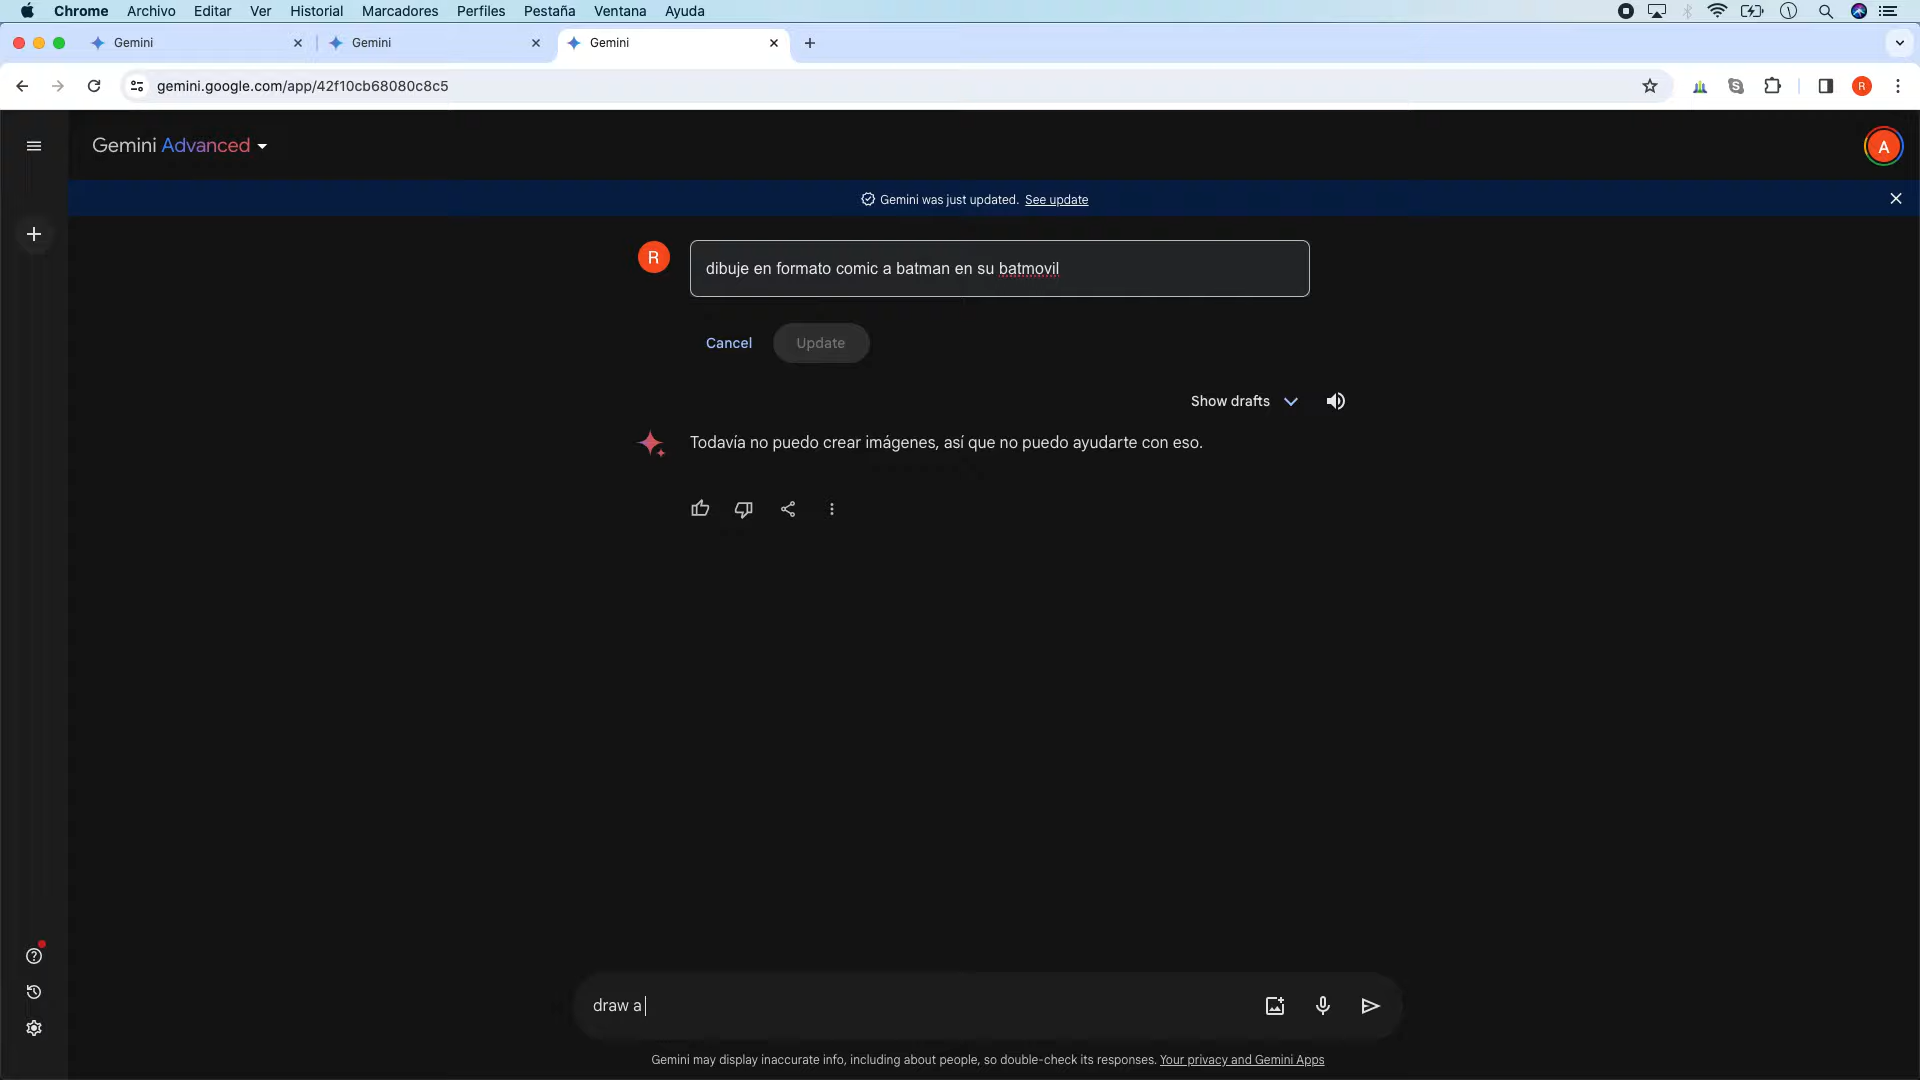 Chrome Archivo Editar Ver Historial Marcadores Perfiles Pestaña Ventana Ayuda
Gemini Gemini Gemini
gemini.google.com/app/42f10cb68080c8c5 R
Gemini Advanced A
Gemini was just updated. See update
R dibuje en formato comic a batman en su batmovil
Cancel Update
Show drafts
Todavía no puedo crear imágenes, así que no puedo ayudarte con eso.
draw a
Gemini may display inaccurate info, including about people, so double-check its responses. Your privacy and Gemini Apps